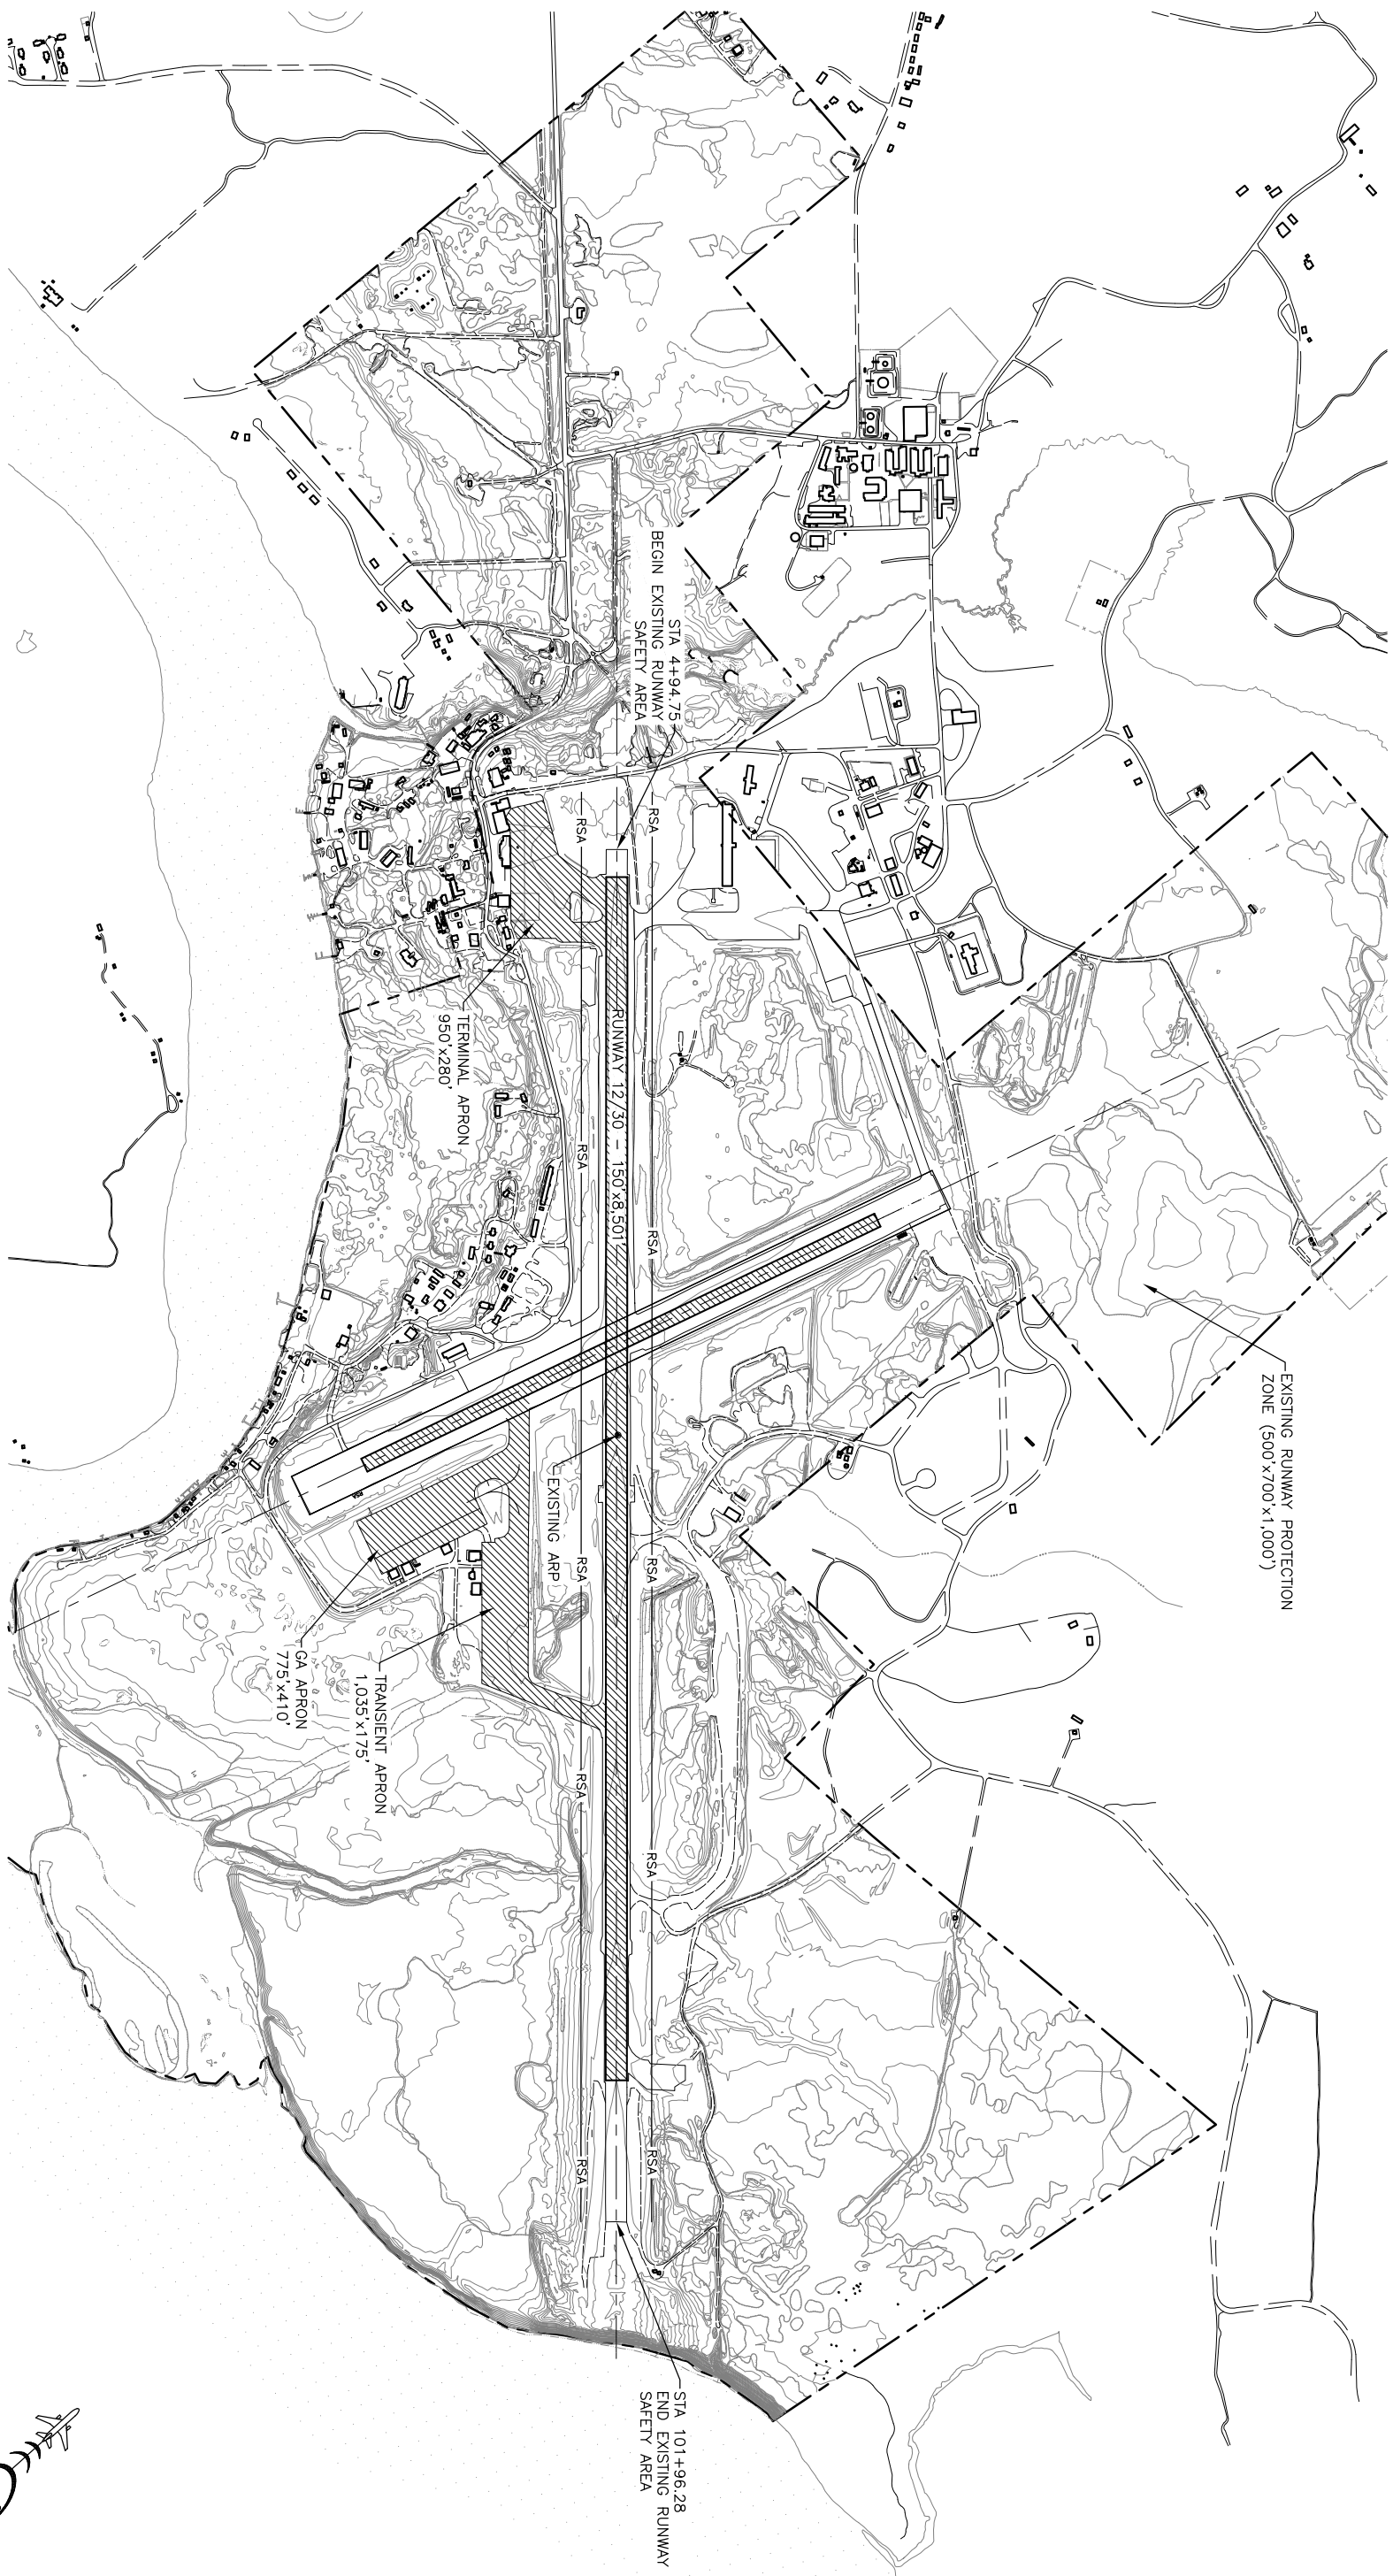 STA 4+94.75
BEGIN EXISTING RUNWAY
SAFETY AREA
RSA
RSA
TERMINAL APRON
950'x280'
RUNWAY 12/30 - 150'x8,501'
RSA
RSA
EXISTING RUNWAY PROTECTION
ZONE (500'x700'x1,000')
EXISTING ARP
RSA
RSA
GA APRON
775'x410'
TRANSIENT APRON
1,035'x175'
RSA
RSA
RSA
RSA
STA 101+96.28
END EXISTING RUNWAY
SAFETY AREA